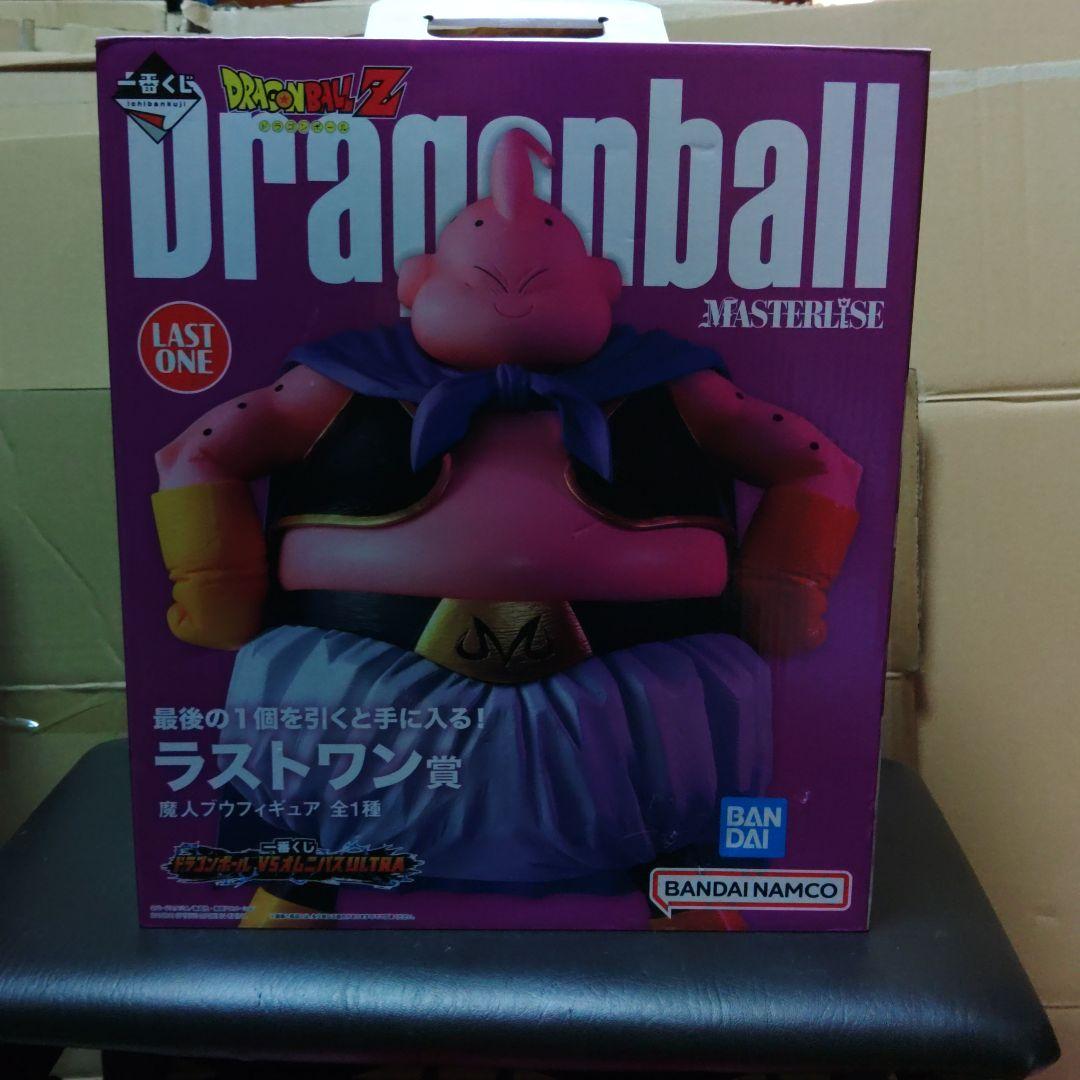 一番くじ
ichibankuji
DRAGONBALL Z
ドラゴンボール
Dragonball
MASTERLISE
LAST
ONE
最後の1個を引くと手に入る!
ラストワン賞
魔人ブウフィギュア 全1種
一番くじ
ドラゴンボール VSオムニバスULTRA
BAN
DAI
BANDAI NAMCO